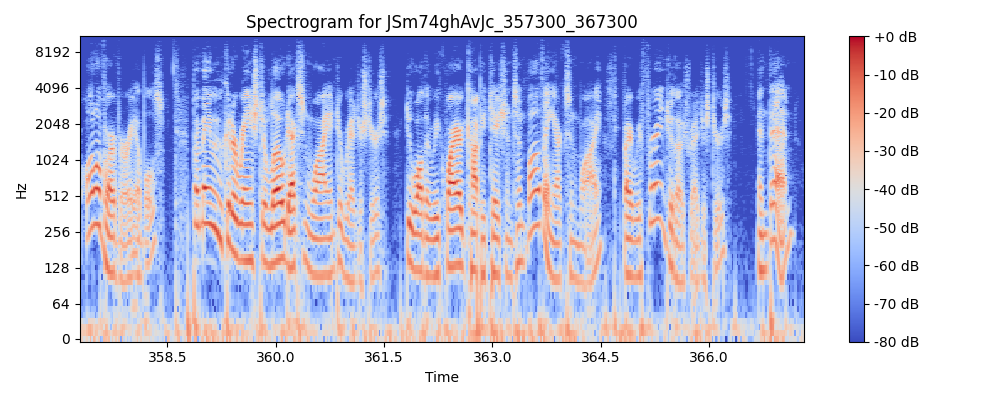 Spectrogram for JSm74ghAvJc_357300_367300
Hz
8192
4096
2048
1024
512
256
128
64
0
358.5 360.0 361.5 363.0 364.5 366.0
Time
+0 dB
-10 dB
-20 dB
-30 dB
-40 dB
-50 dB
-60 dB
-70 dB
-80 dB